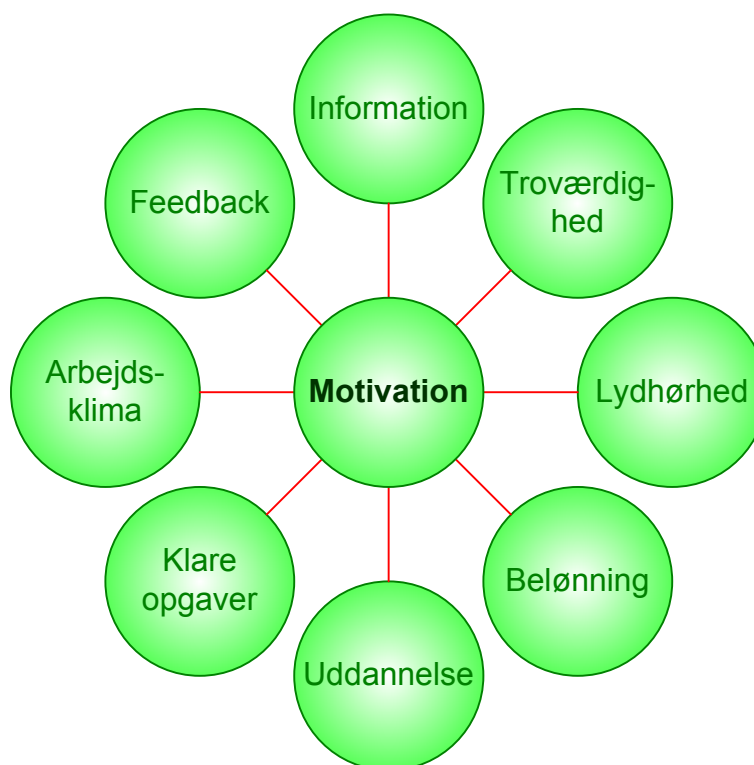 Information
Troværdig-
hed
Feedback
Arbejds-
klima
Motivation
Lydhørhed
Klare
opgaver
Belønning
Uddannelse